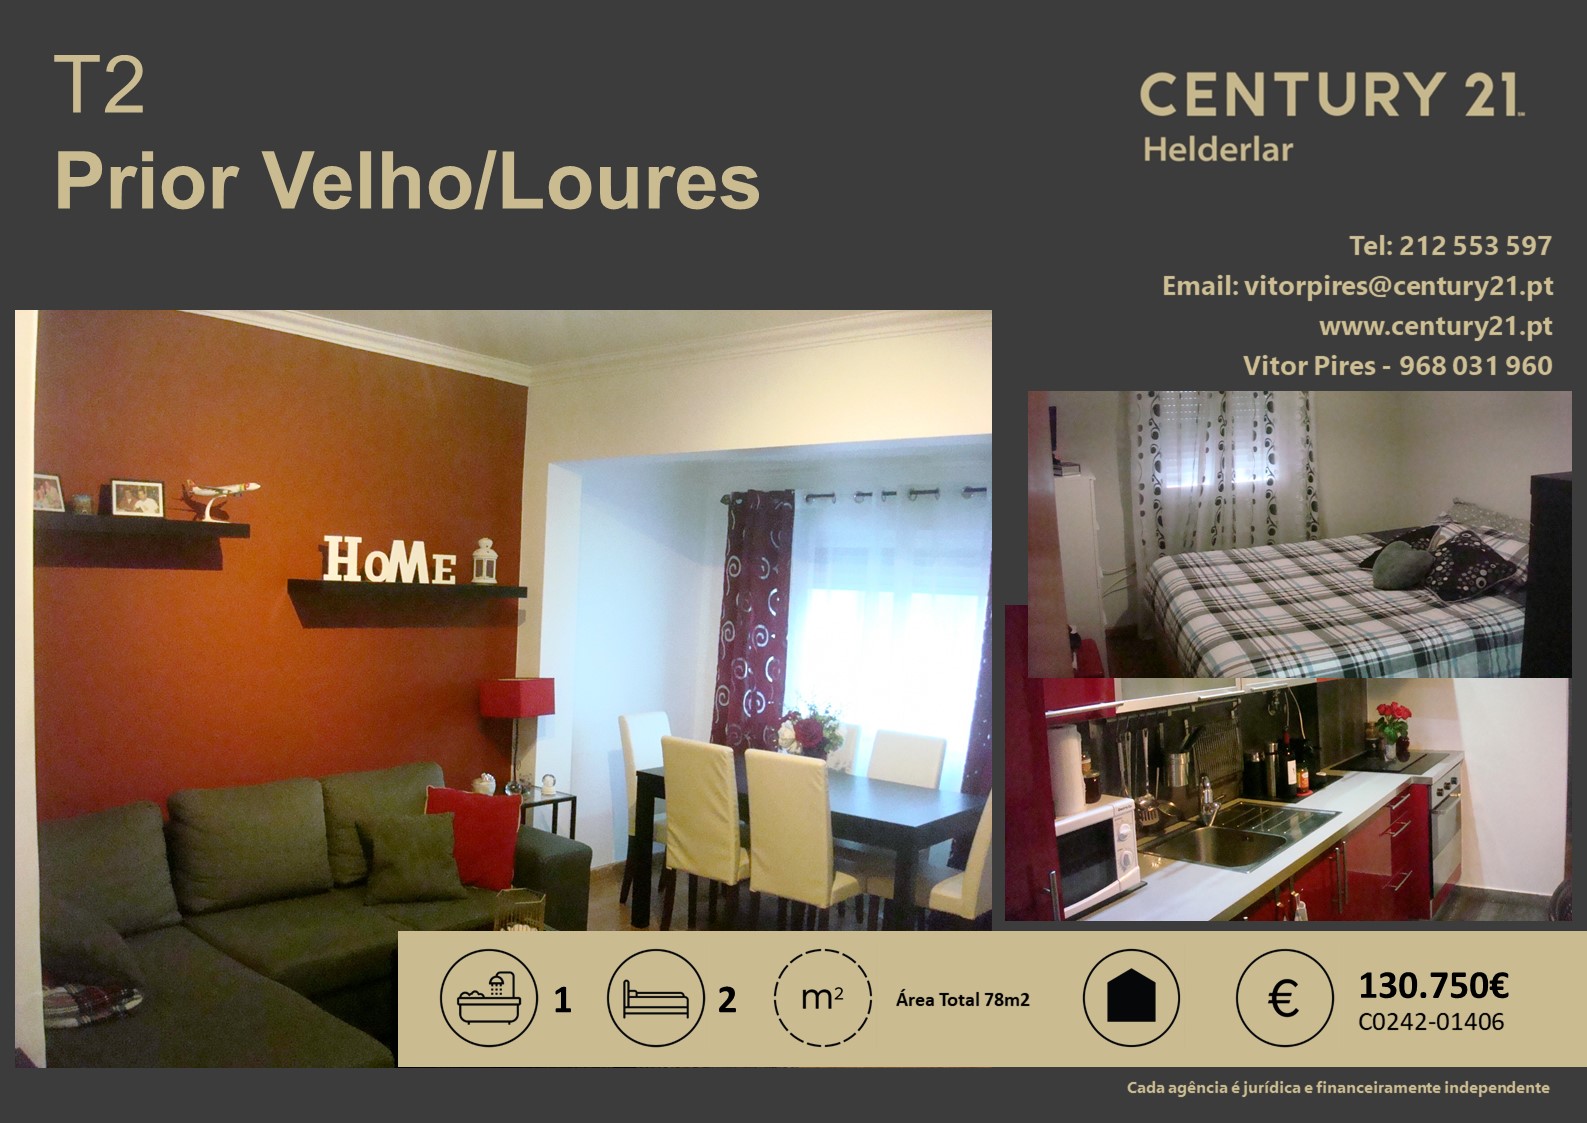 T2
Prior Velho/Loures
CENTURY 21
Helderlar
Tel: 212 553 597
Email: vitorpires@century21.pt
www.century21.pt
Vitor Pires - 968 031 960
HOME
1
2
m²
Área Total 78m2
€
130.750€
C0242-01406
Cada agência é jurídica e financeiramente independente